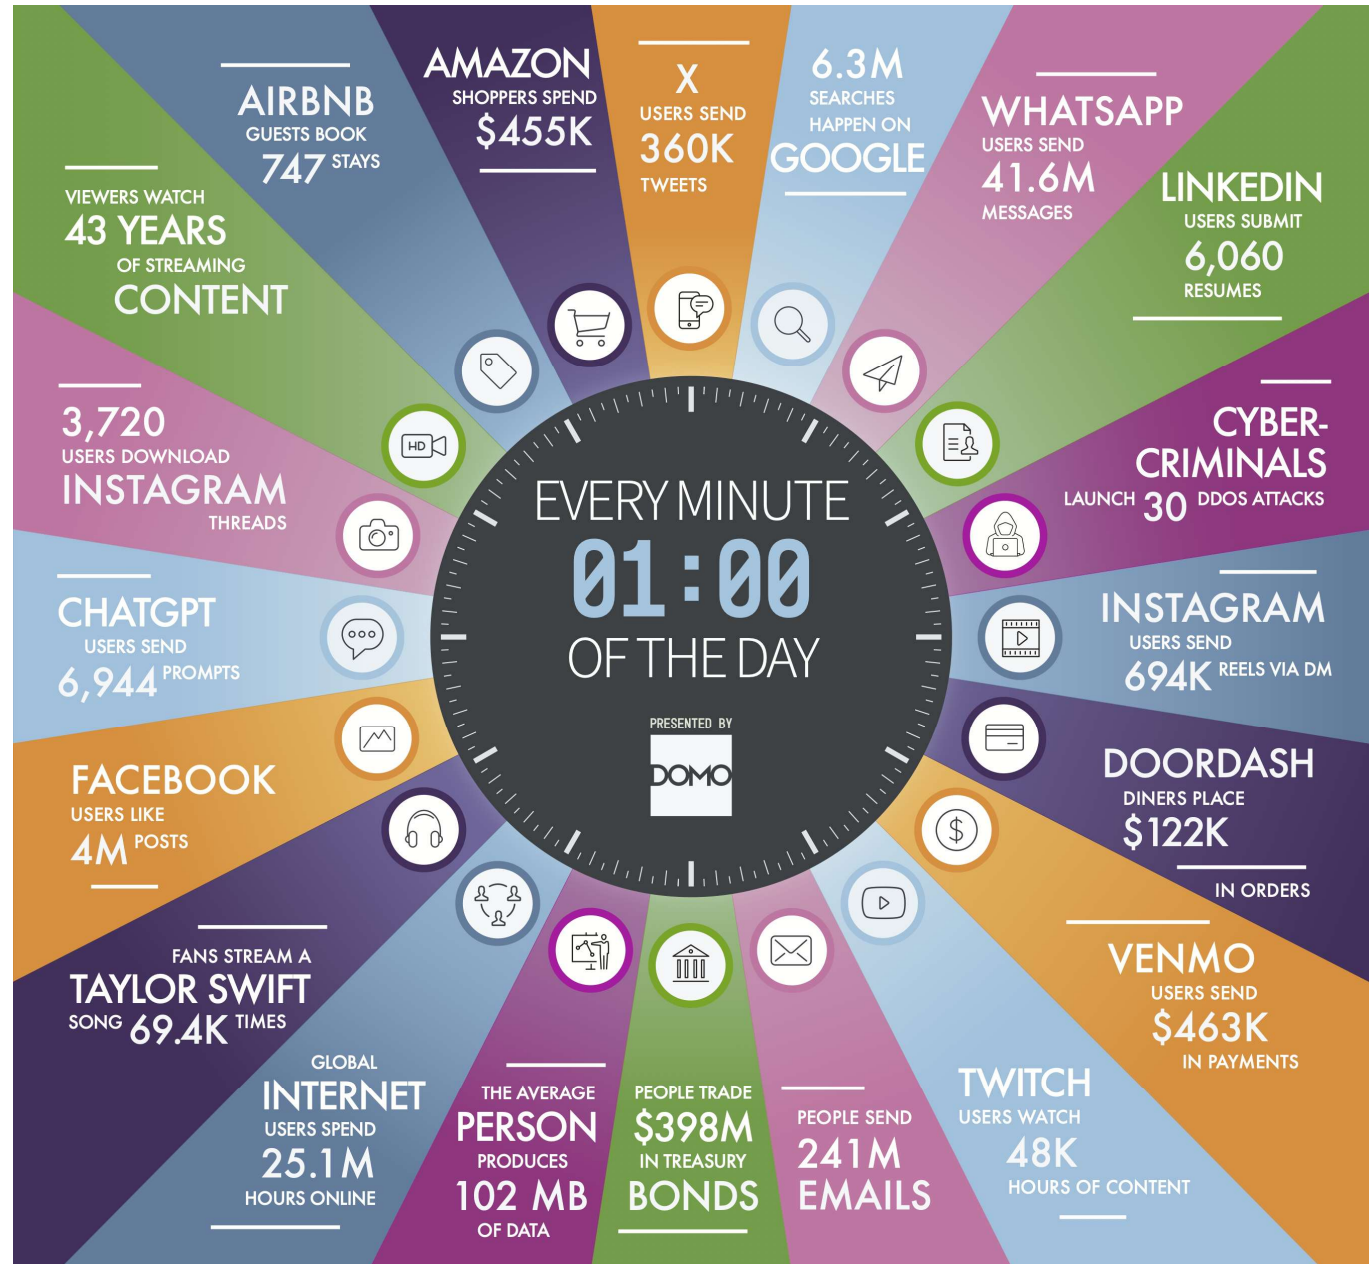 AIRBNB
GUESTS BOOK
747 STAYS
AMAZON
SHOPPERS SPEND
$455K
X
USERS SEND
360K
TWEETS
6.3M
SEARCHES
HAPPEN ON
GOOGLE
WHATSAPP
USERS SEND
41.6M
MESSAGES
LINKEDIN
USERS SUBMIT
6,060
RESUMES
CYBER-
CRIMINALS
LAUNCH 30 DDOS ATTACKS
INSTAGRAM
USERS SEND
694K REELS VIA DM
DOORDASH
DINERS PLACE
$122K
IN ORDERS
VENMO
USERS SEND
$463K
IN PAYMENTS
TWITCH
USERS WATCH
48K
HOURS OF CONTENT
PEOPLE SEND
241M
EMAILS
PEOPLE TRADE
$398M
IN TREASURY
BONDS
THE AVERAGE
PERSON
PRODUCES
102 MB
OF DATA
GLOBAL
INTERNET
USERS SPEND
25.1M
HOURS ONLINE
FANS STREAM A
TAYLOR SWIFT
SONG 69.4K TIMES
FACEBOOK
USERS LIKE
4M POSTS
CHATGPT
USERS SEND
6,944 PROMPTS
3,720
USERS DOWNLOAD
INSTAGRAM
THREADS
VIEWERS WATCH
43 YEARS
OF STREAMING
CONTENT
HD
$
EVERY MINUTE
01:00
OF THE DAY
PRESENTED BY
DOMO